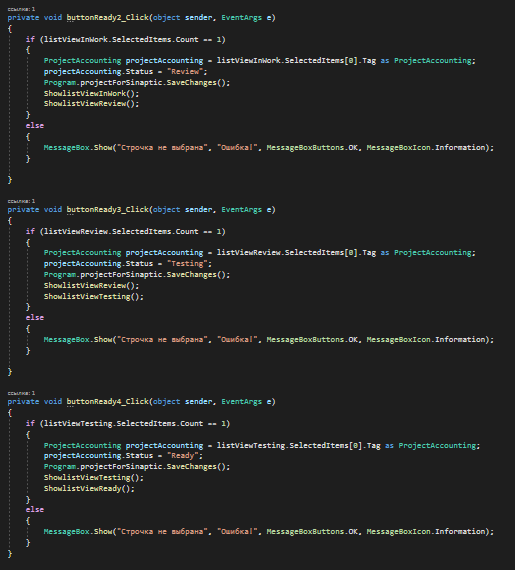 ссылка: 1
private void buttonReady2_Click(object sender, EventArgs e)
{
if (listViewInWork.SelectedItems.Count == 1)
{
ProjectAccounting projectAccounting = listViewInWork.SelectedItems[0].Tag as ProjectAccounting;
projectAccounting.Status = "Review";
Program.projectForSinaptic.SaveChanges();
ShowlistViewInWork();
ShowlistViewReview();
}
else
{
MessageBox.Show("Строчка не выбрана", "Ошибка!", MessageBoxButtons.OK, MessageBoxIcon.Information);
}
}
ссылка: 1
private void buttonReady3_Click(object sender, EventArgs e)
{
if (listViewReview.SelectedItems.Count == 1)
{
ProjectAccounting projectAccounting = listViewReview.SelectedItems[0].Tag as ProjectAccounting;
projectAccounting.Status = "Testing";
Program.projectForSinaptic.SaveChanges();
ShowlistViewReview();
ShowlistViewTesting();
}
else
{
MessageBox.Show("Строчка не выбрана", "Ошибка!", MessageBoxButtons.OK, MessageBoxIcon.Information);
}
}
ссылка: 1
private void buttonReady4_Click(object sender, EventArgs e)
{
if (listViewTesting.SelectedItems.Count == 1)
{
ProjectAccounting projectAccounting = listViewTesting.SelectedItems[0].Tag as ProjectAccounting;
projectAccounting.Status = "Ready";
Program.projectForSinaptic.SaveChanges();
ShowlistViewTesting();
ShowlistViewReady();
}
else
{
MessageBox.Show("Строчка не выбрана", "Ошибка!", MessageBoxButtons.OK, MessageBoxIcon.Information);
}
}